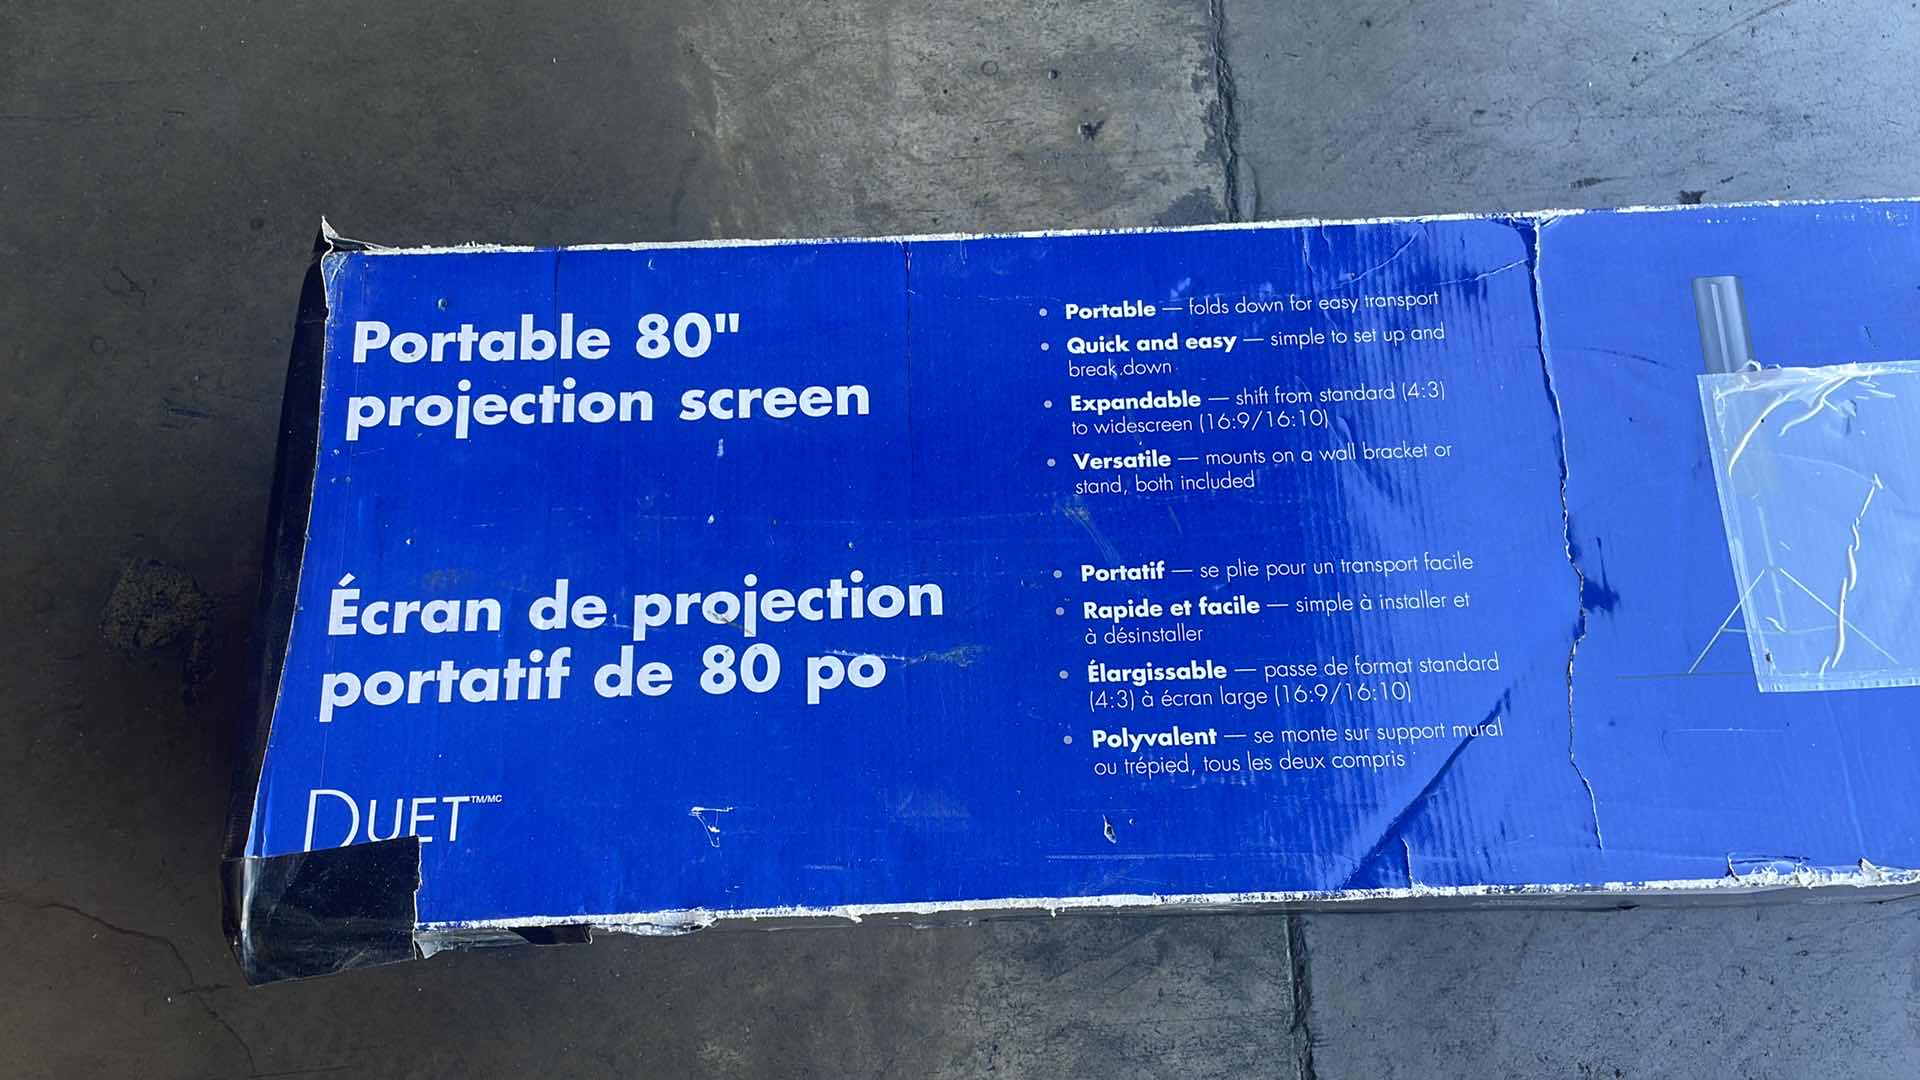 Portable 80"
projection screen
• Portable — folds down for easy transport
• Quick and easy — simple to set up and
break down
• Expandable — shift from standard (4:3)
to widescreen (16:9/16:10)
• Versatile — mounts on a wall bracket or
stand, both included
Écran de projection
portatif de 80 po
• Portatif — se plie pour un transport facile
• Rapide et facile — simple à installer et
à désinstaller
• Élargissable — passe de format standard
(4:3) à écran large (16:9/16:10)
• Polyvalent — se monte sur support mural
ou trépied, tous les deux compris
DUET™/MC